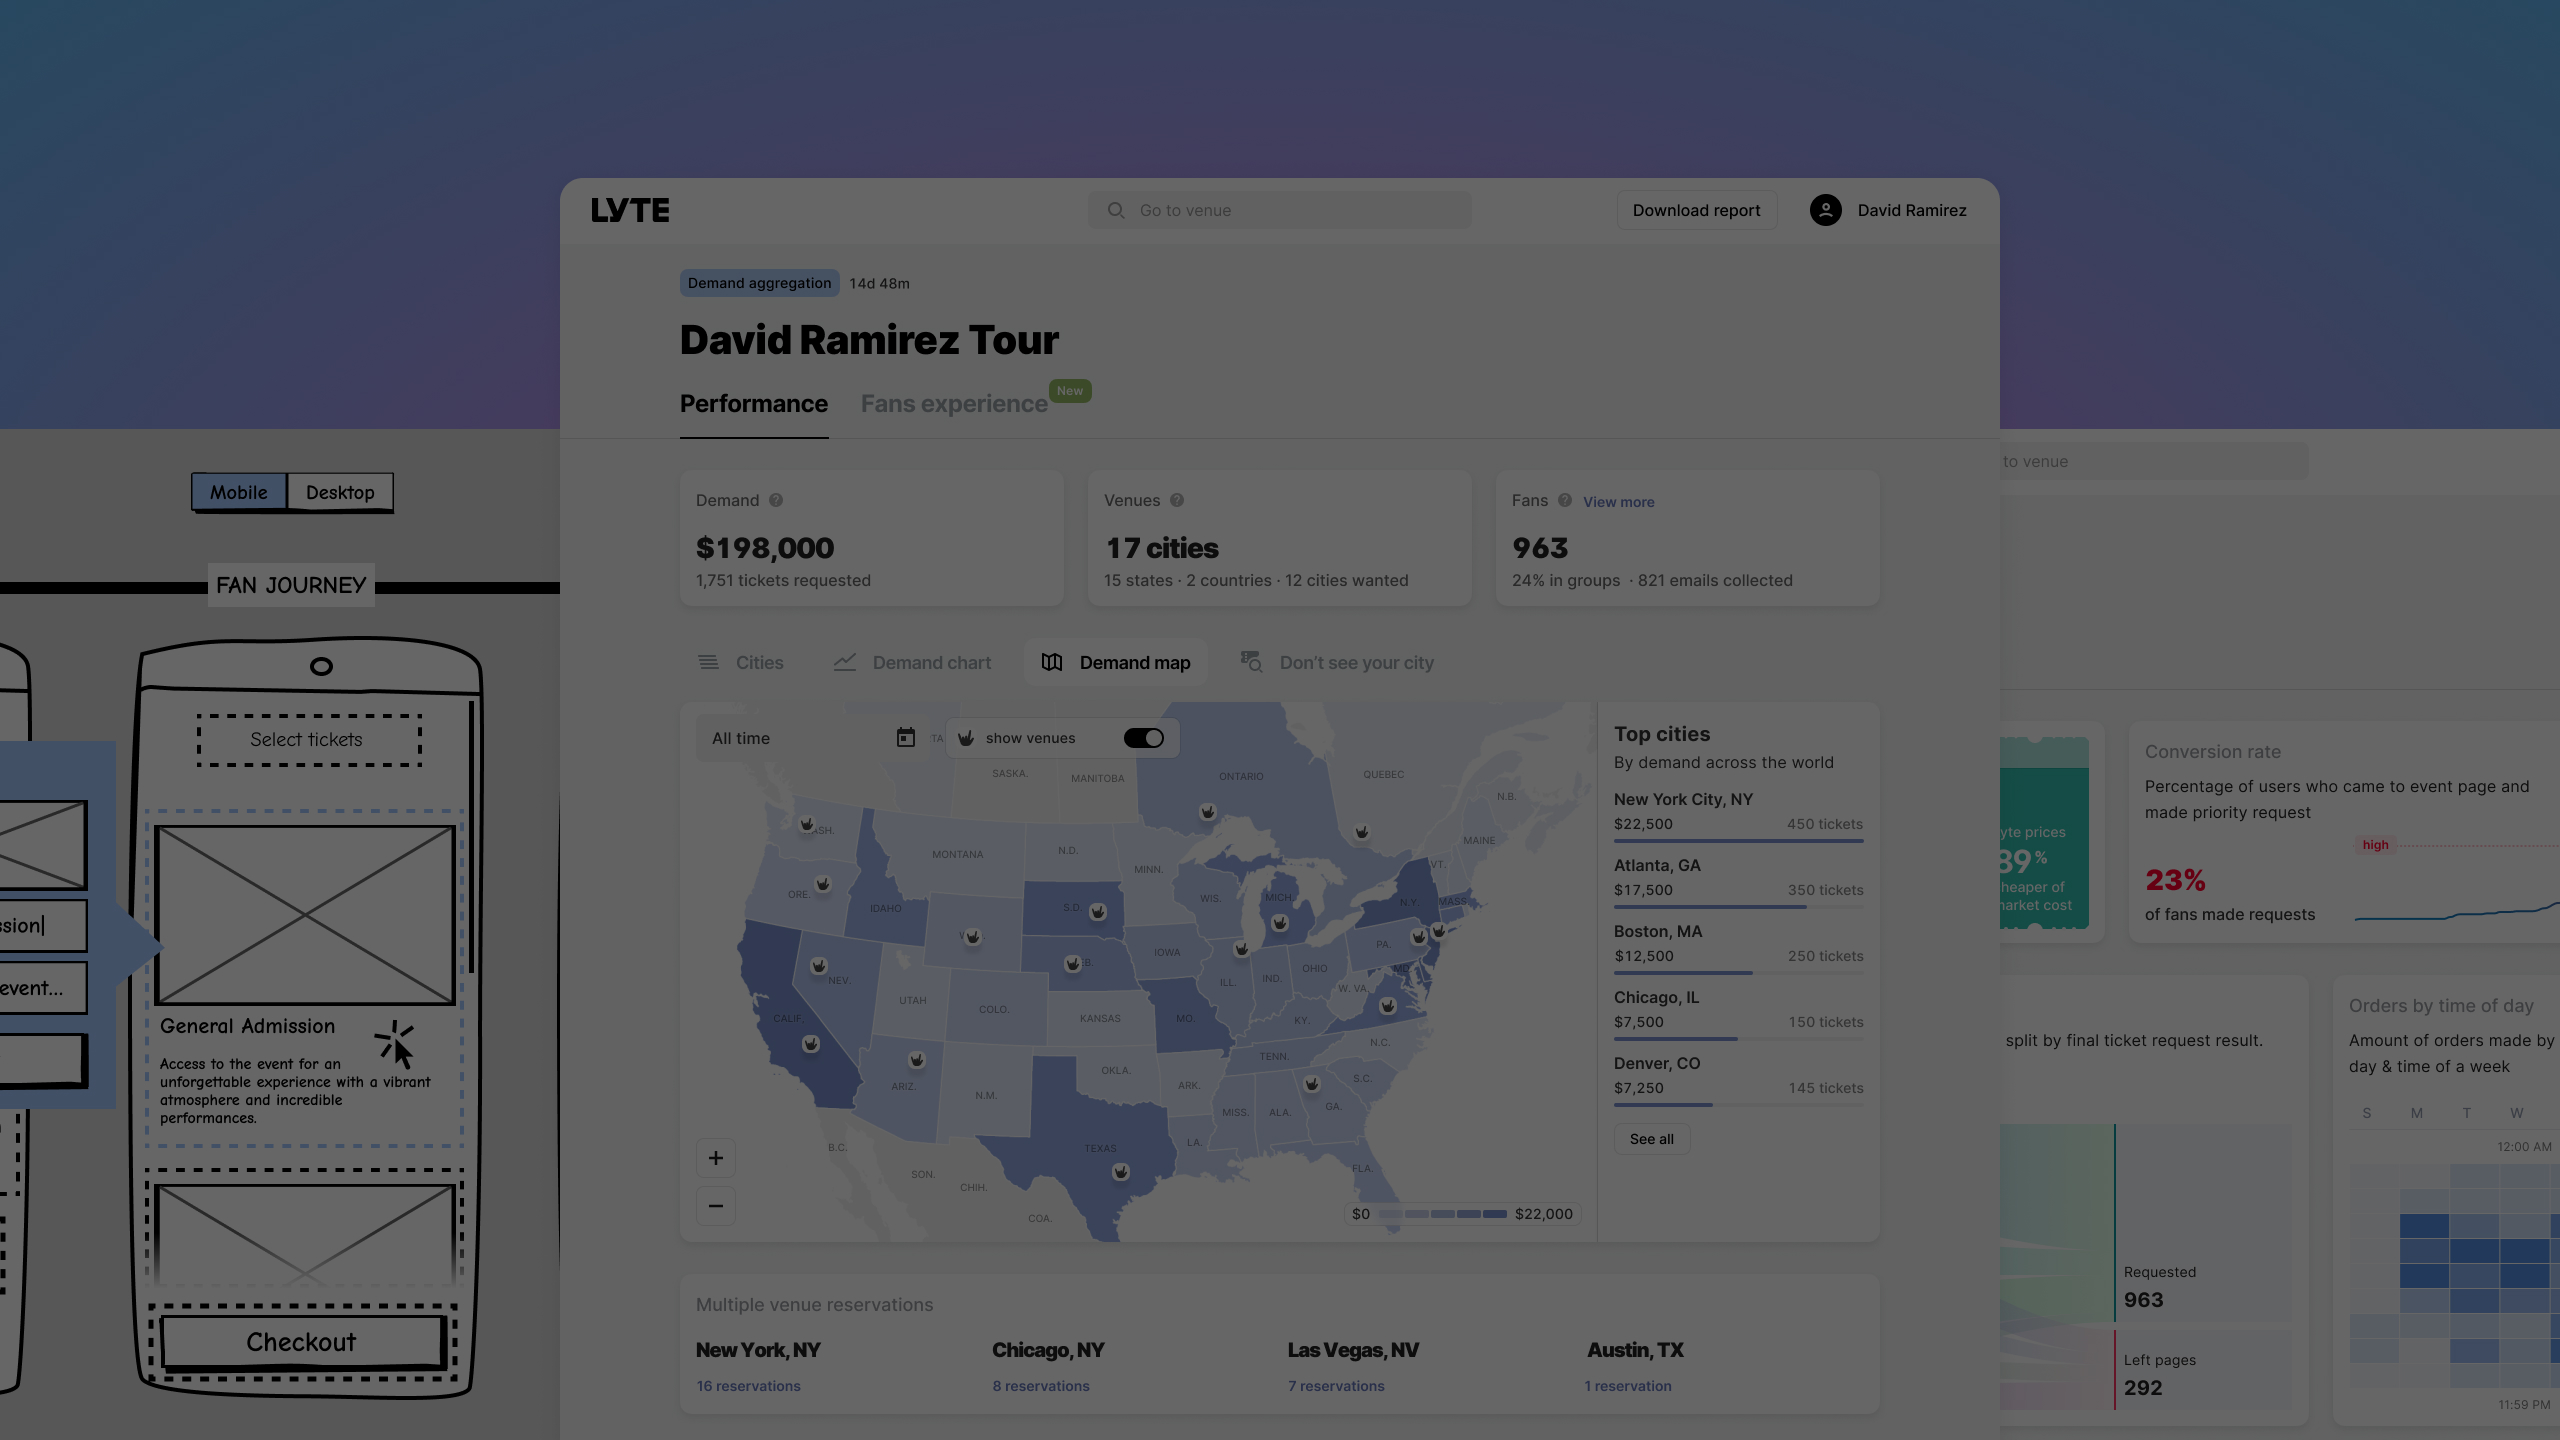 LYTE
Go to venue
Download report
David Ramirez
Demand aggregation
14d 48m
David Ramirez Tour
Performance
Fans experience
New
Demand
$198,000
1,751 tickets requested
Venues
17 cities
15 states · 2 countries · 12 cities wanted
Fans
View more
963
24% in groups · 821 emails collected
Cities
Demand chart
Demand map
Don't see your city
All time
TA
show venues
SASKA.
MANITOBA
ONTARIO
QUEBEC
N.B.
MAINE
ASH.
MONTANA
N.D.
MINN.
VT.
ORE.
IDAHO
S.D.
WIS.
MICH.
N.Y.
MASS.
IOWA
PA.
NEV.
EB.
UTAH
COLO.
ILL.
IND.
OHIO
MD.
W. VA.
CALIF.
KANSAS
MO.
KY.
N.C.
TENN.
ARIZ.
N.M.
OKLA.
ARK.
S.C.
MISS.
ALA.
GA.
TEXAS
LA.
FLA.
B.C.
SON.
CHIH.
COA.
$0
$22,000
Top cities
By demand across the world
New York City, NY
$22,500
450 tickets
Atlanta, GA
$17,500
350 tickets
Boston, MA
$12,500
250 tickets
Chicago, IL
$7,500
150 tickets
Denver, CO
$7,250
145 tickets
See all
Multiple venue reservations
New York, NY
16 reservations
Chicago, NY
8 reservations
Las Vegas, NV
7 reservations
Austin, TX
1 reservation
Mobile
Desktop
FAN JOURNEY
Select tickets
ssion|
event...
General Admission
Access to the event for an
unforgettable experience with a vibrant
atmosphere and incredible
performances.
Checkout
to venue
yte prices
89%
heaper of
market cost
Conversion rate
Percentage of users who came to event page and
made priority request
high
23%
of fans made requests
split by final ticket request result.
Requested
963
Left pages
292
Orders by time of day
Amount of orders made by
day & time of a week
S M T W
12:00 AM
11:59 PM